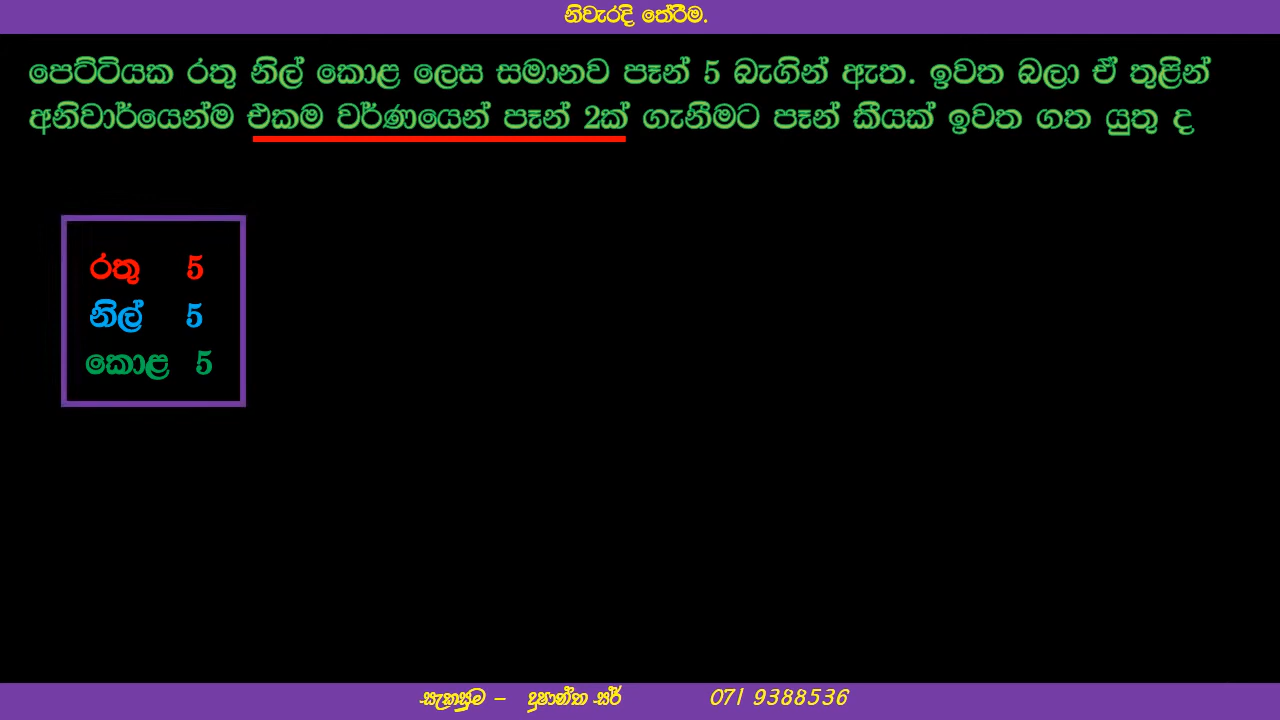 නිවැරදි තේරීම.
පෙට්ටියක රතු නිල් කොළ ලෙස සමානව පෑන් 5 බැගින් ඇත. ඉවත බලා ඒ තුළින්
අනිවාර්යෙන්ම එකම වර්ණයෙන් පෑන් 2ක් ගැනීමට පෑන් කීයක් ඉවත ගත යුතු ද
රතු 5
නිල් 5
කොළ 5
සැකසුම – දුෂාන්ත සර් 071 9388536